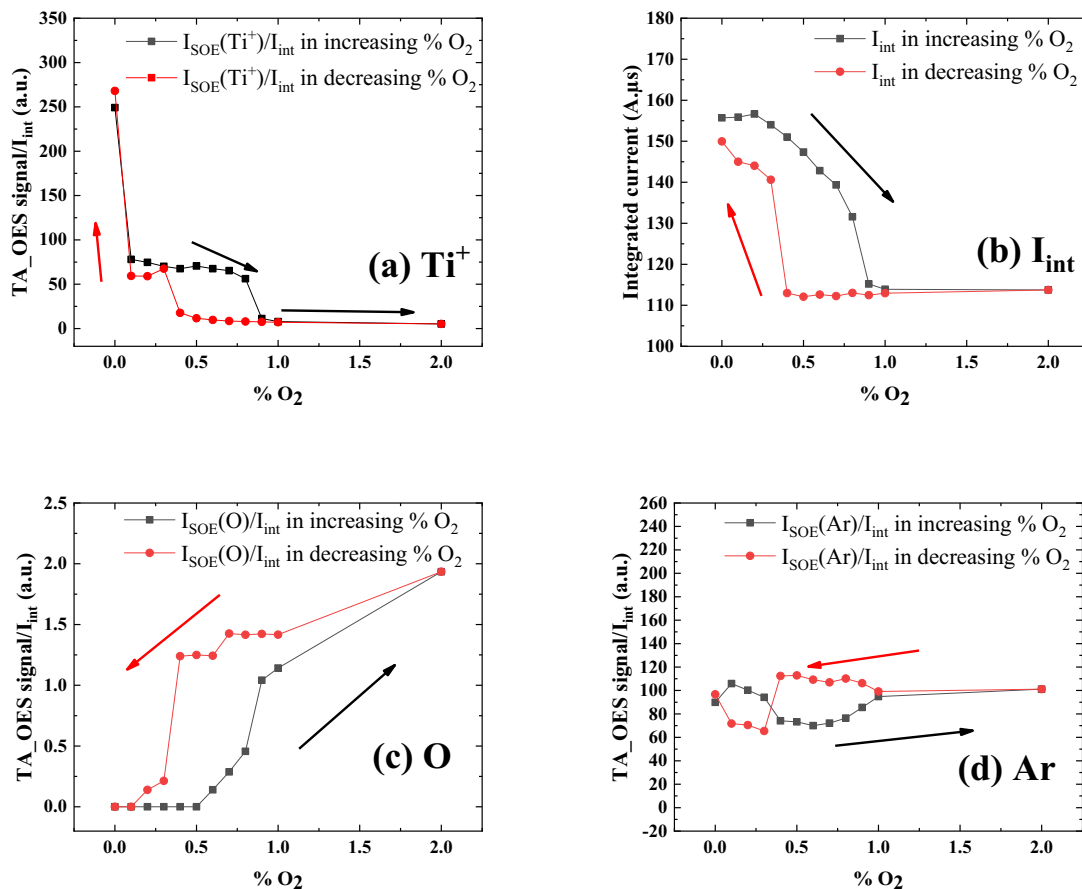 I_SOE(Ti⁺)/I_int in increasing % O₂
I_SOE(Ti⁺)/I_int in decreasing % O₂
350
300
250
200
150
100
50
0
TA_OES signal/I_int (a.u.)
(a) Ti⁺
0.0 0.5 1.0 1.5 2.0
% O₂
I_int in increasing % O₂
I_int in decreasing % O₂
170
160
150
140
130
120
110
100
Integrated current (A.µs)
(b) I_int
0.0 0.5 1.0 1.5 2.0
% O₂
I_SOE(O)/I_int in increasing % O₂
I_SOE(O)/I_int in decreasing % O₂
2.5
2.0
1.5
1.0
0.5
0.0
TA_OES signal/I_int (a.u.)
(c) O
0.0 0.5 1.0 1.5 2.0
% O₂
I_SOE(Ar)/I_int in increasing % O₂
I_SOE(Ar)/I_int in decreasing % O₂
260
240
220
200
180
160
140
120
100
80
60
40
20
0
-20
TA_OES signal/I_int (a.u.)
(d) Ar
0.0 0.5 1.0 1.5 2.0
% O₂